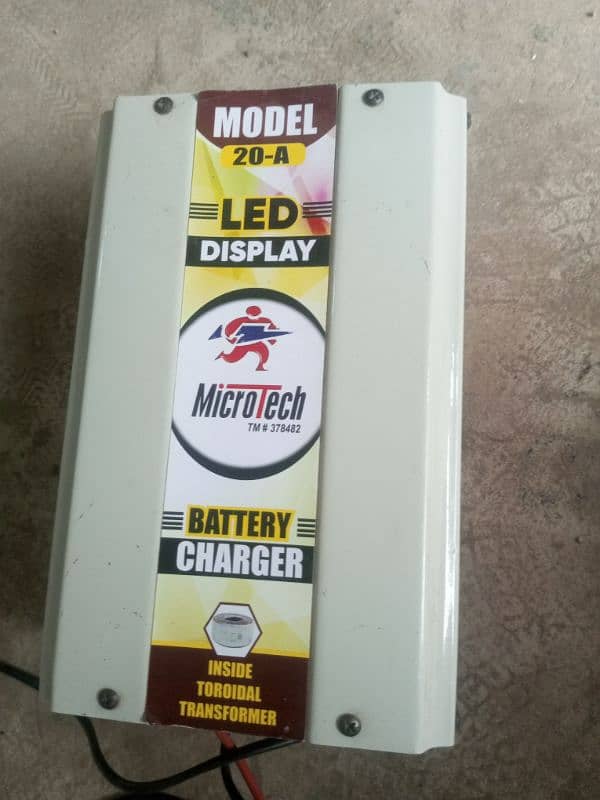 MODEL
20-A
LED
DISPLAY
MicroTech
TM # 378482
BATTERY
CHARGER
INSIDE
TOROIDAL
TRANSFORMER